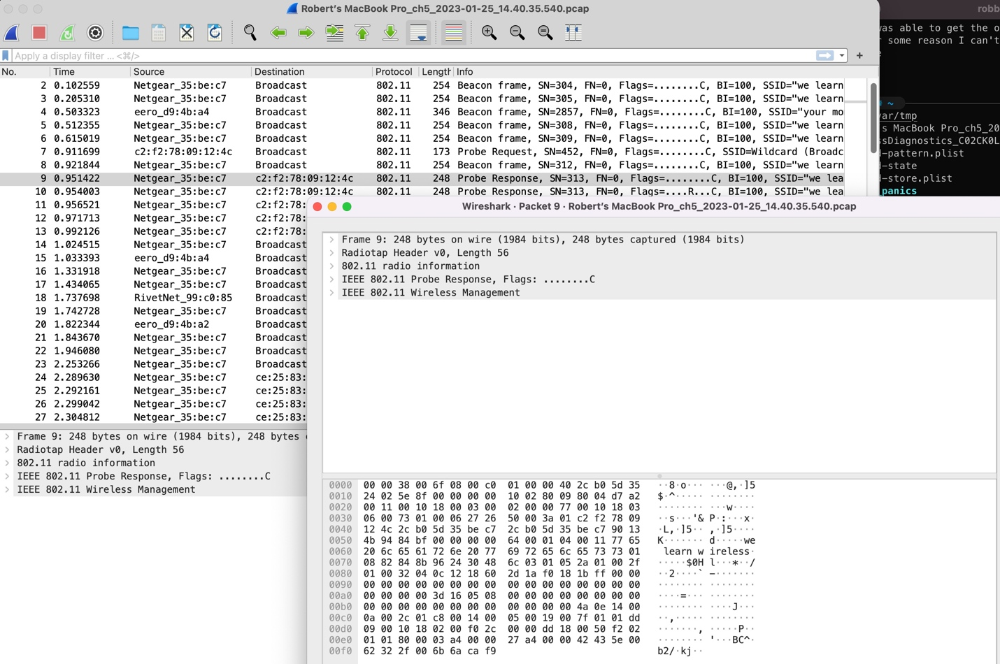 Robert's MacBook Pro_ch5_2023-01-25_14.40.35.540.pcap
Apply a display filter … <⌘/>
No. Time Source Destination Protocol Length Info
2 0.102559 Netgear_35:be:c7 Broadcast 802.11 254 Beacon frame, SN=304, FN=0, Flags=........C, BI=100, SSID="we learn
3 0.205310 Netgear_35:be:c7 Broadcast 802.11 254 Beacon frame, SN=305, FN=0, Flags=........C, BI=100, SSID="we learn
4 0.503323 eero_d9:4b:a4 Broadcast 802.11 346 Beacon frame, SN=2857, FN=0, Flags=........C, BI=100, SSID="your mo
5 0.512355 Netgear_35:be:c7 Broadcast 802.11 254 Beacon frame, SN=308, FN=0, Flags=........C, BI=100, SSID="we learn
6 0.615019 Netgear_35:be:c7 Broadcast 802.11 254 Beacon frame, SN=309, FN=0, Flags=........C, BI=100, SSID="we learn
7 0.911699 c2:f2:78:09:12:4c Broadcast 802.11 173 Probe Request, SN=452, FN=0, Flags=........C, SSID=Wildcard (Broadc
8 0.921844 Netgear_35:be:c7 Broadcast 802.11 254 Beacon frame, SN=312, FN=0, Flags=........C, BI=100, SSID="we learn
9 0.951422 Netgear_35:be:c7 c2:f2:78:09:12:4c 802.11 248 Probe Response, SN=313, FN=0, Flags=........C, BI=100, SSID="we lea
10 0.954003 Netgear_35:be:c7 c2:f2:78:09:12:4c 802.11 248 Probe Response, SN=313, FN=0, Flags=....R...C, BI=100, SSID="we lea
11 0.956521 Netgear_35:be:c7 c2:f2:78:
12 0.971713 Netgear_35:be:c7 c2:f2:78:
13 0.992126 Netgear_35:be:c7 c2:f2:78:
14 1.024515 Netgear_35:be:c7 Broadcast
15 1.033393 eero_d9:4b:a4 Broadcast
16 1.331918 Netgear_35:be:c7 Broadcast
17 1.434065 Netgear_35:be:c7 Broadcast
18 1.737698 RivetNet_99:c0:85 Broadcast
19 1.742728 Netgear_35:be:c7 Broadcast
20 1.822344 eero_d9:4b:a2 Broadcast
21 1.843670 Netgear_35:be:c7 Broadcast
22 1.946080 Netgear_35:be:c7 Broadcast
23 2.253266 Netgear_35:be:c7 Broadcast
24 2.289630 Netgear_35:be:c7 ce:25:83:
25 2.292161 Netgear_35:be:c7 ce:25:83:
26 2.299042 Netgear_35:be:c7 ce:25:83:
27 2.304812 Netgear_35:be:c7 ce:25:83:
Frame 9: 248 bytes on wire (1984 bits), 248 bytes
Radiotap Header v0, Length 56
802.11 radio information
IEEE 802.11 Probe Response, Flags: ........C
IEEE 802.11 Wireless Management
Wireshark · Packet 9 · Robert's MacBook Pro_ch5_2023-01-25_14.40.35.540.pcap
Frame 9: 248 bytes on wire (1984 bits), 248 bytes captured (1984 bits)
Radiotap Header v0, Length 56
802.11 radio information
IEEE 802.11 Probe Response, Flags: ........C
IEEE 802.11 Wireless Management
0000 00 00 38 00 6f 08 00 c0 01 00 00 40 2c b0 5d 35 ··8·o··· ···@,·]5
0010 24 02 5e 8f 00 00 00 00 10 02 80 09 80 04 d7 a2 $·^····· ········
0020 00 11 00 10 18 00 03 00 02 00 00 77 00 10 18 03 ········ ···w····
0030 06 00 73 01 00 06 27 26 50 00 3a 01 c2 f2 78 09 ··s···'& P·:···x·
0040 12 4c 2c b0 5d 35 be c7 2c b0 5d 35 be c7 90 13 ·L,·]5·· ,·]5····
0050 4b 94 84 bf 00 00 00 00 64 00 01 04 00 11 77 65 K······· d·····we
0060 20 6c 65 61 72 6e 20 77 69 72 65 6c 65 73 73 01 learn w ireless·
0070 08 82 84 8b 96 24 30 48 6c 03 01 05 2a 01 00 2f ·····$0H l···*··/
0080 01 00 32 04 0c 12 18 60 2d 1a f0 18 1b ff 00 00 ··2····` -·······
0090 00 00 00 00 00 00 00 00 00 00 00 00 00 00 00 00 ········ ········
00a0 00 00 00 00 3d 16 05 08 00 00 00 00 00 00 00 00 ····=··· ········
00b0 00 00 00 00 00 00 00 00 00 00 00 00 4a 0e 14 00 ········ ····J···
00c0 0a 00 2c 01 c8 00 14 00 05 00 19 00 7f 01 01 dd ··,····· ········
00d0 09 00 10 18 02 00 f0 2c 00 00 dd 18 00 50 f2 02 ·······, ·····P··
00e0 01 01 80 00 03 a4 00 00 27 a4 00 00 42 43 5e 00 ········ '···BC^·
00f0 62 32 2f 00 6b 6a ca f9 b2/·kj··
robb
was able to get the o
r some reason I can't
e
~
var/tmp
s MacBook Pro_ch5_20
ssDiagnostics_C02CK0L
d-pattern.plist
d-state
d-store.plist
panics